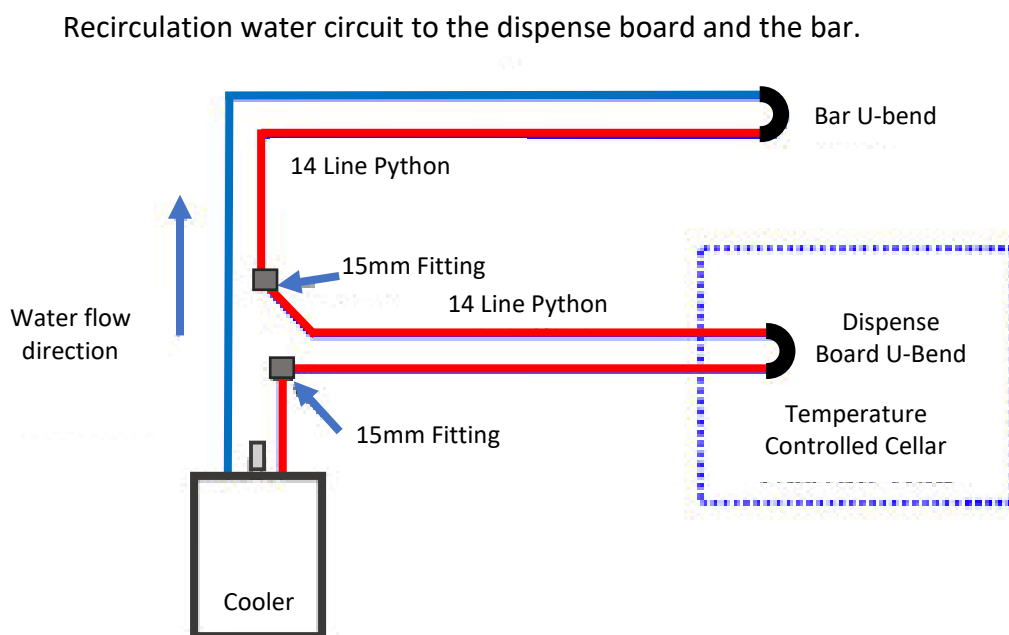 Recirculation water circuit to the dispense board and the bar.
Bar U-bend
14 Line Python
15mm Fitting
14 Line Python
Water flow
direction
Dispense
Board U-Bend
15mm Fitting
Temperature
Controlled Cellar
Cooler